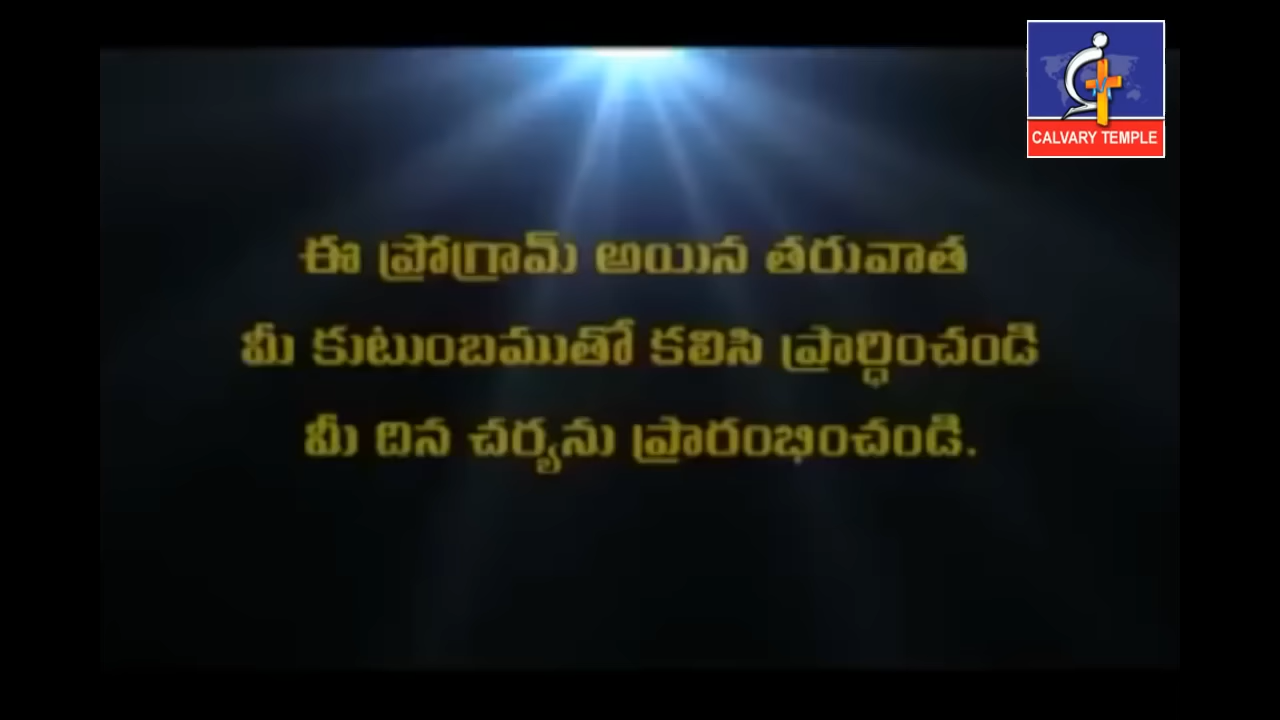 CALVARY TEMPLE
ఈ ప్రోగ్రామ్ అయిన తరువాత
మీ కుటుంబముతో కలిసి ప్రార్ధించండి
మీ దిన చర్యను ప్రారంభించండి.